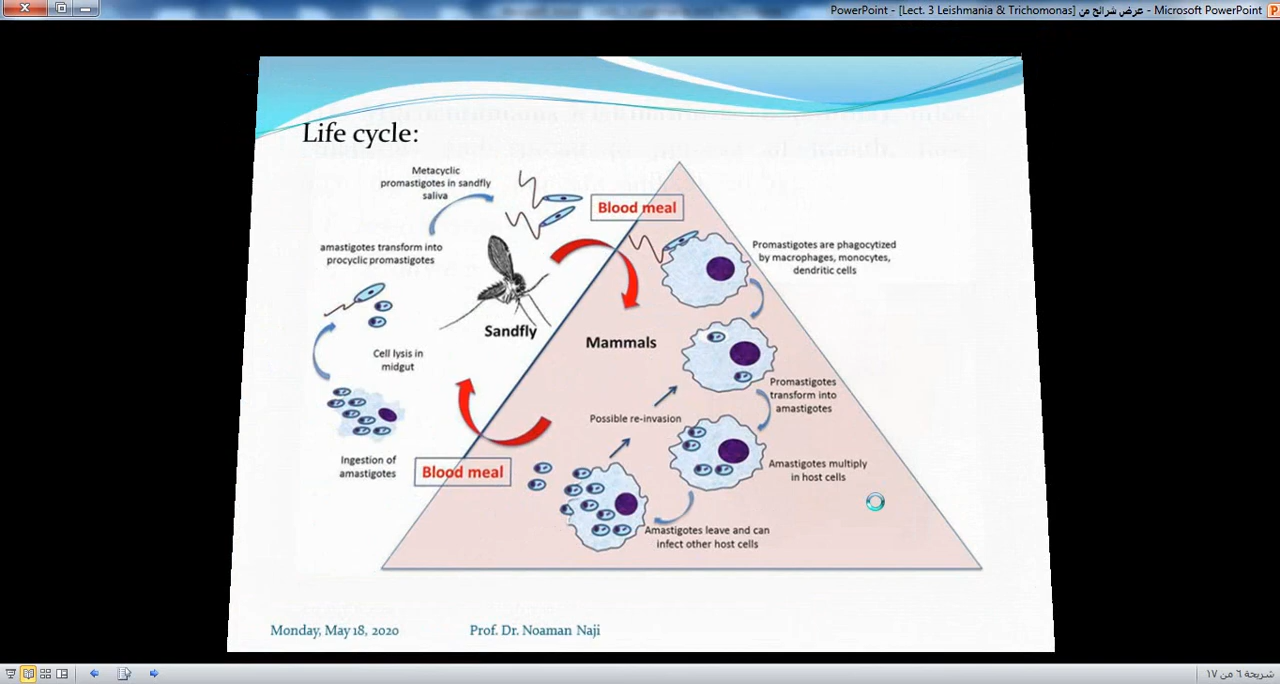 PowerPoint - [Lect. 3 Leishmania & Trichomonas] عرض شرائح من - Microsoft PowerPoint
Life cycle:
Metacyclic
promastigotes in sandfly
saliva
Blood meal
amastigotes transform into
procyclic promastigotes
Promastigotes are phagocytized
by macrophages, monocytes,
dendritic cells
Sandfly
Mammals
Cell lysis in
midgut
Promastigotes
transform into
amastigotes
Possible re-invasion
Ingestion of
amastigotes
Blood meal
Amastigotes multiply
in host cells
Amastigotes leave and can
infect other host cells
Monday, May 18, 2020
Prof. Dr. Noaman Naji
شريحة ٦ من ١٧